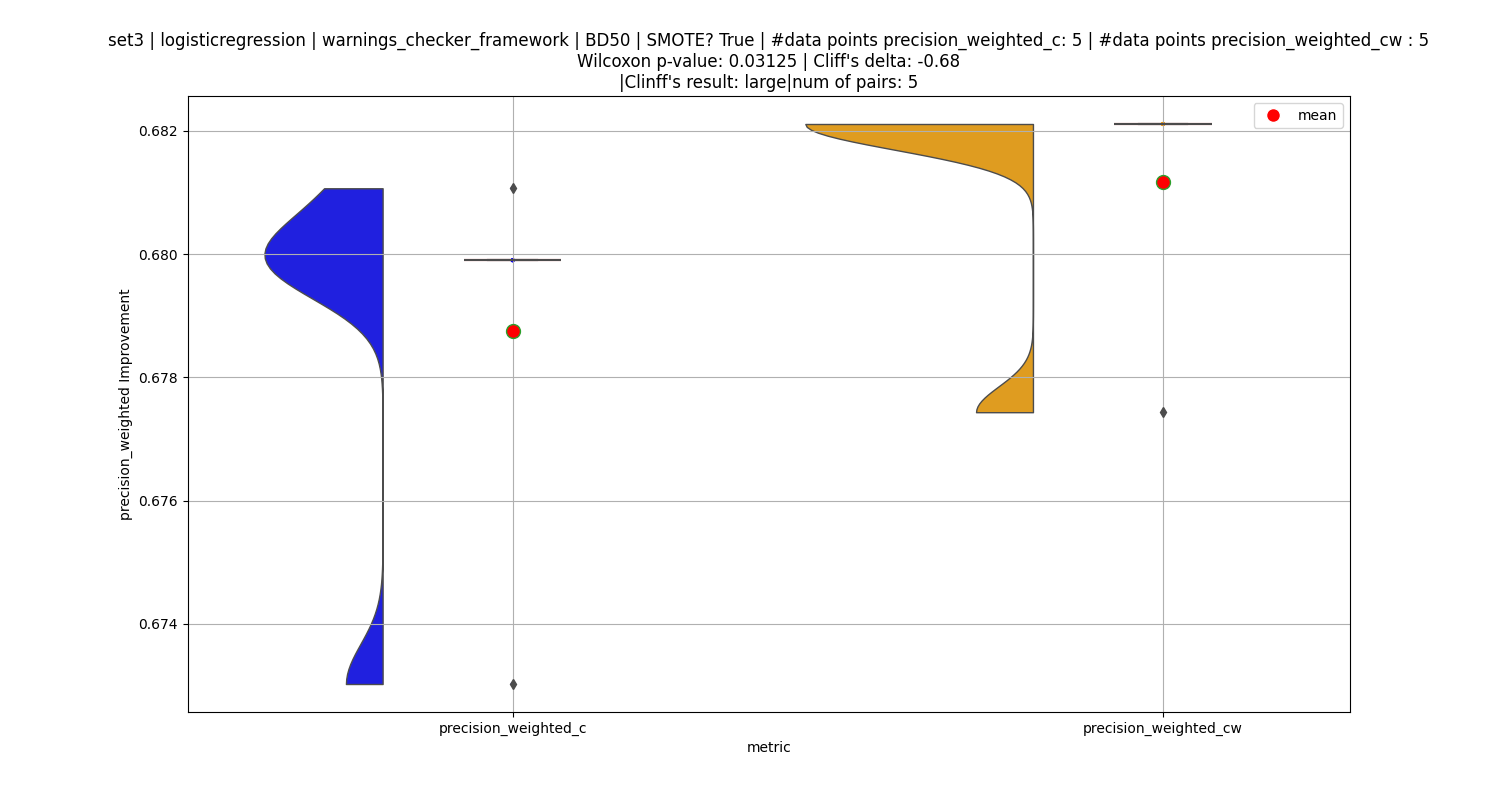 set3 | logisticregression | warnings_checker_framework | BD50 | SMOTE? True | #data points precision_weighted_c: 5 | #data points precision_weighted_cw : 5
Wilcoxon p-value: 0.03125 | Cliff's delta: -0.68
|Clinff's result: large|num of pairs: 5
mean
0.682
0.680
0.678
0.676
0.674
precision_weighted Improvement
precision_weighted_c
precision_weighted_cw
metric